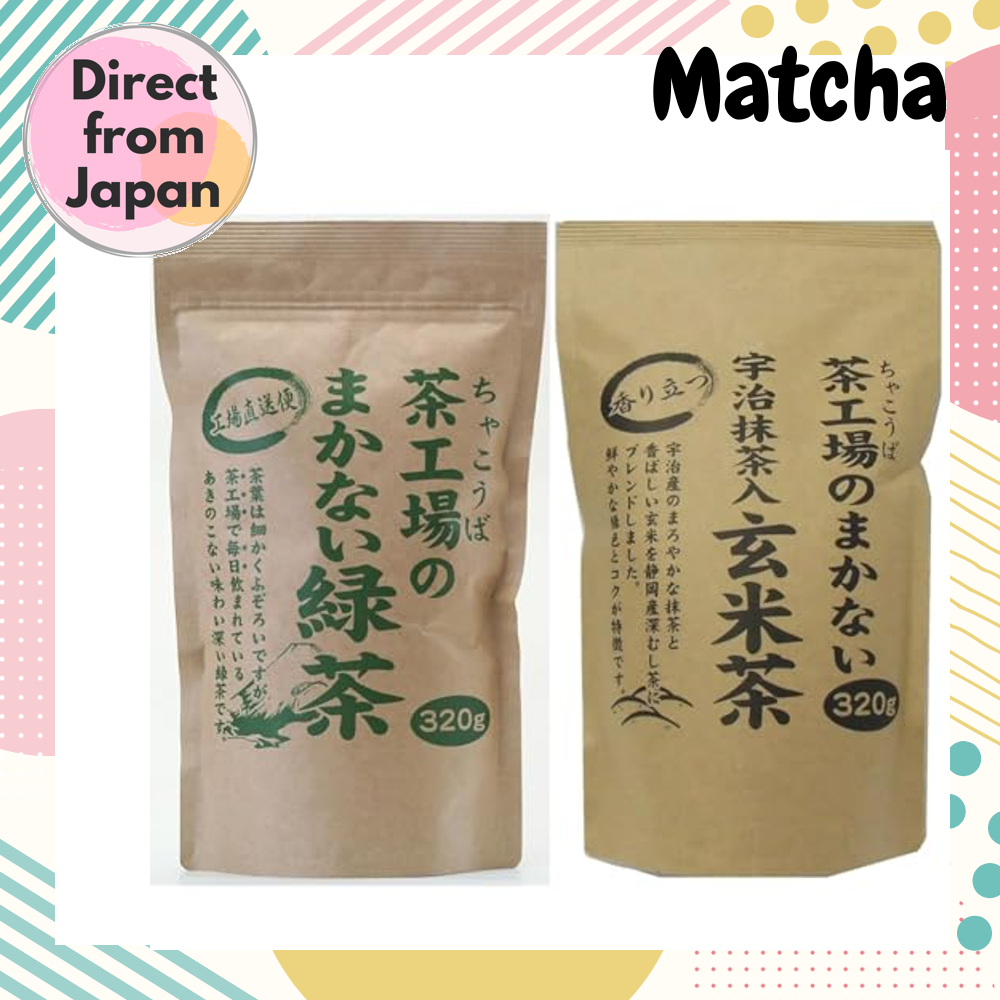 Direct
from
Japan
Matcha
ちゃこうば
茶工場の
まかない緑茶
工場直送便
茶葉は細かくふぞろいですが、
茶工場で毎日飲まれている
あきのこない味わい深い緑茶です。
320g
ちゃこうば
茶工場のまかない
宇治抹茶入玄米茶
香り立つ
宇治産のまろやかな抹茶と
香ばしい玄米を静岡産深むし茶に
ブレンドしました。
鮮やかな緑色とコクが特徴です。
320g